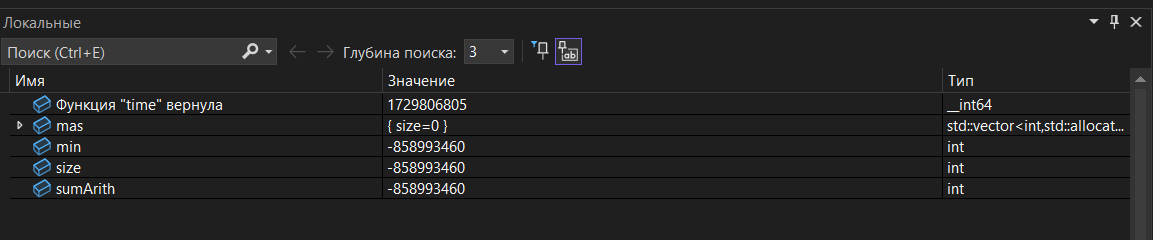 Локальные
Поиск (Ctrl+E) Глубина поиска: 3
Имя Значение Тип
Функция "time" вернула 1729806805 __int64
mas { size=0 } std::vector<int,std::allocat...
min -858993460 int
size -858993460 int
sumArith -858993460 int